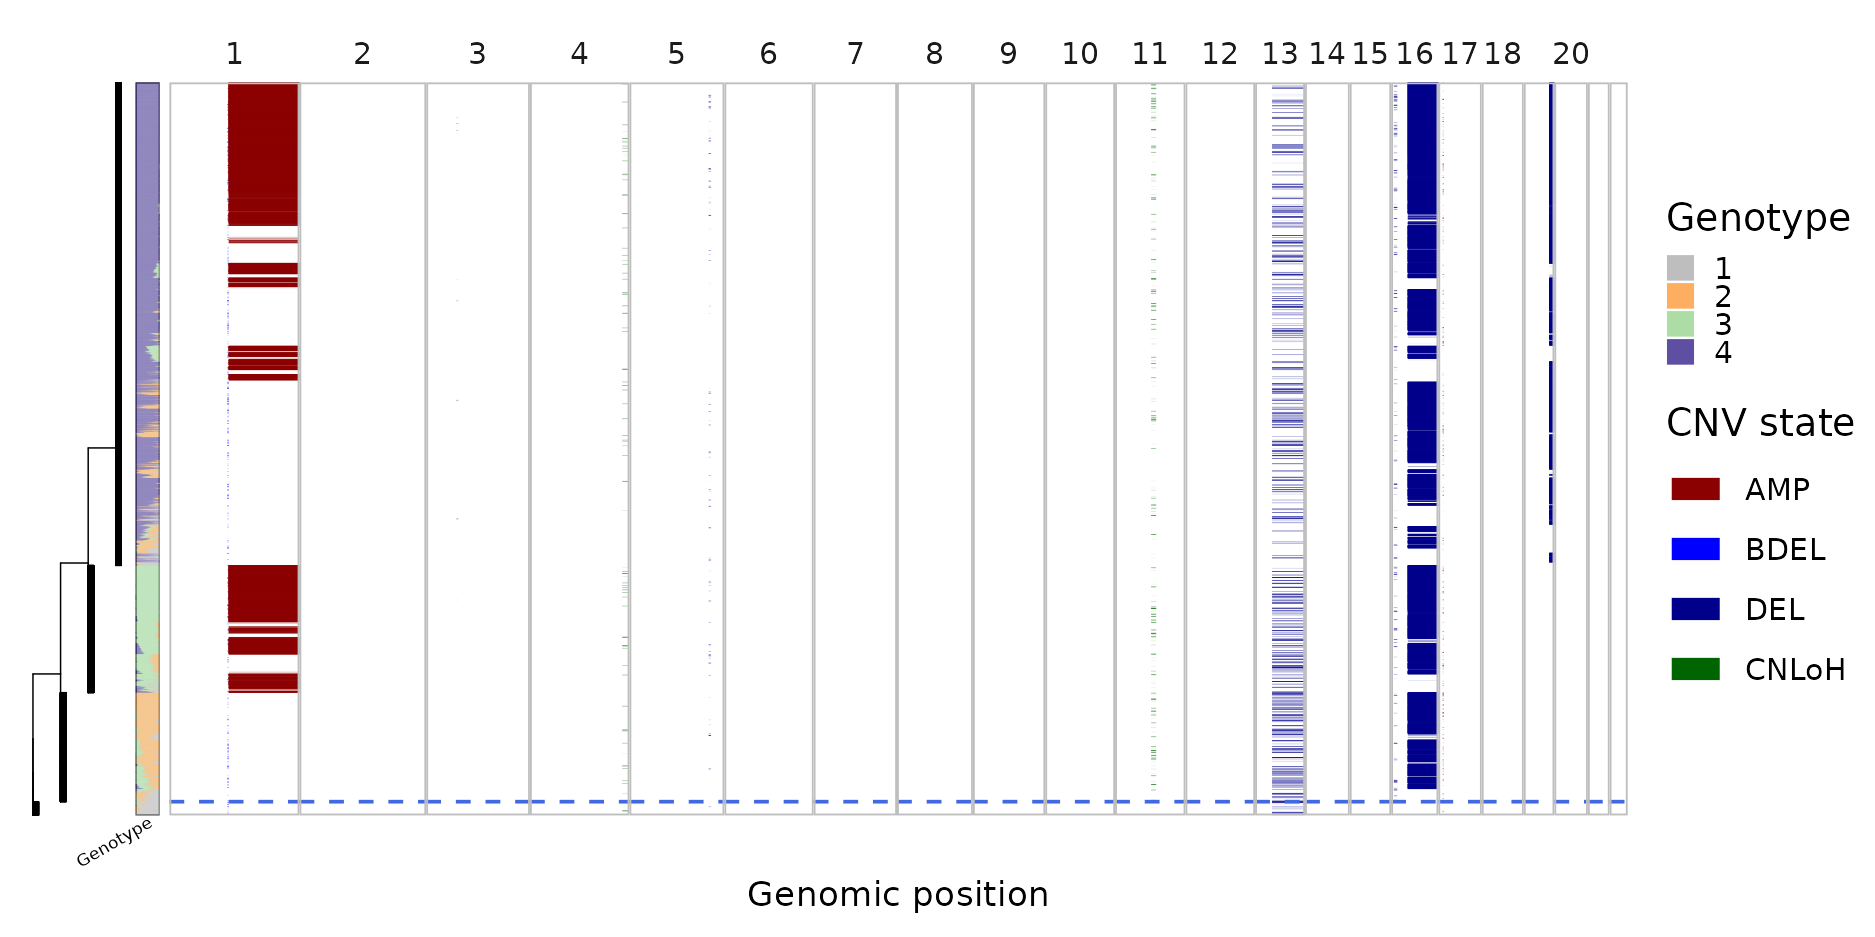 1 2 3 4 5 6 7 8 9 10 11 12 13 14 15 16 17 18 20
Genotype
1
2
3
4
CNV state
AMP
BDEL
DEL
CNLoH
Genotype
Genomic position